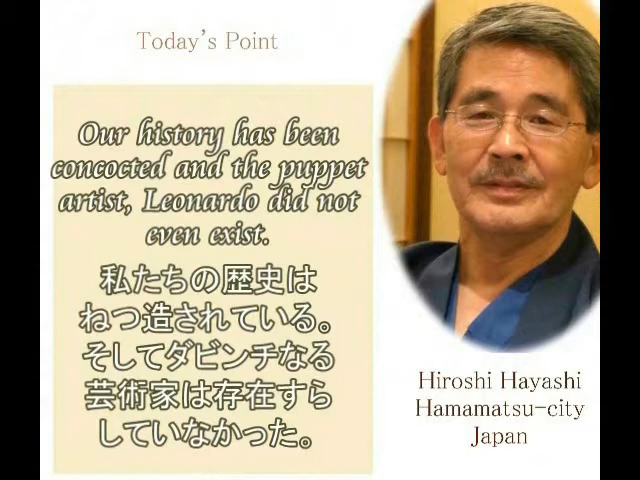 Today's Point
Our history has been
concocted and the puppet
artist, Leonardo did not
even exist.
私たちの歴史は
ねつ造されている。
そしてダビンチなる
芸術家は存在すら
していなかった。
Hiroshi Hayashi
Hamamatsu-city
Japan